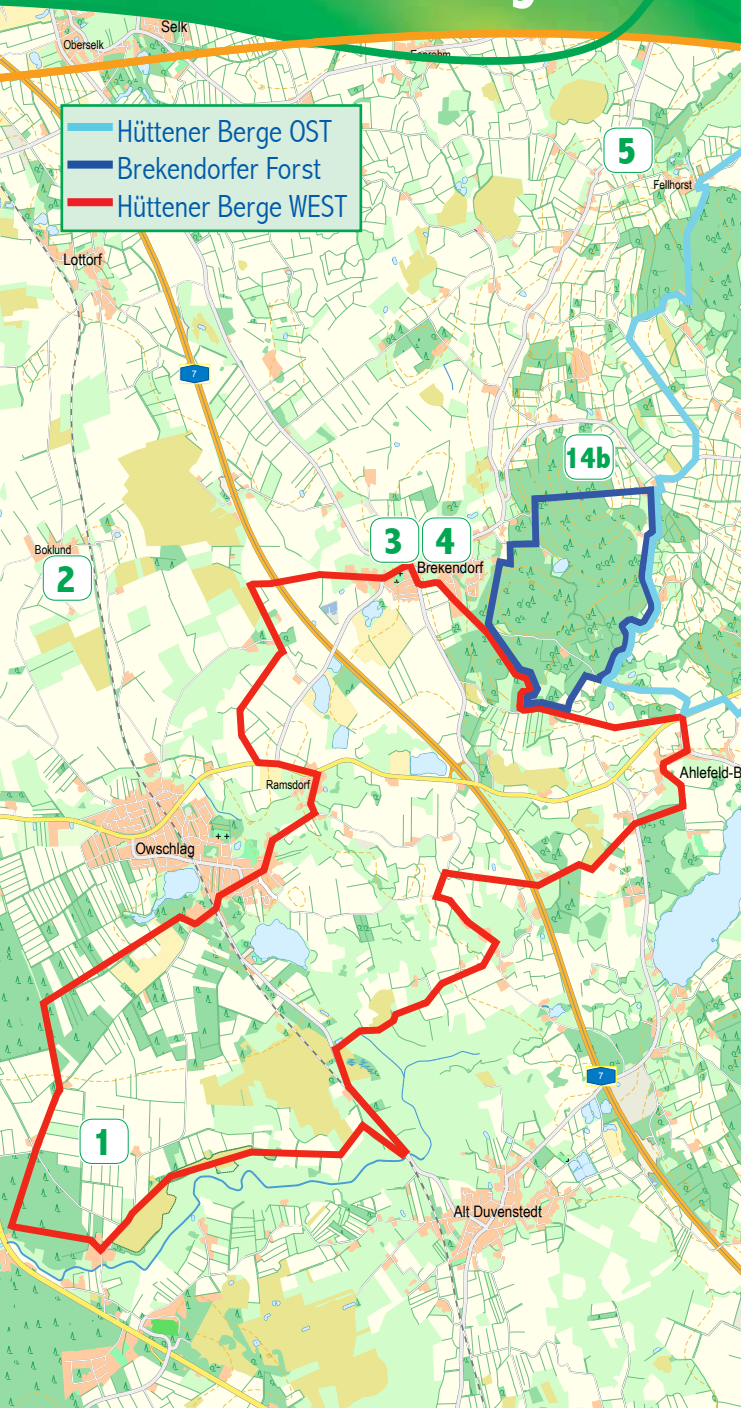 Selk
Oberselk
Hüttener Berge OST
Brekendorfer Forst
Hüttener Berge WEST
5
Fellhorst
Lottorf
7
14b
3
4
Boklund
Brekendorf
2
Ramsdorf
Ahlefeld-B
Owschlag
7
1
Alt Duvenstedt